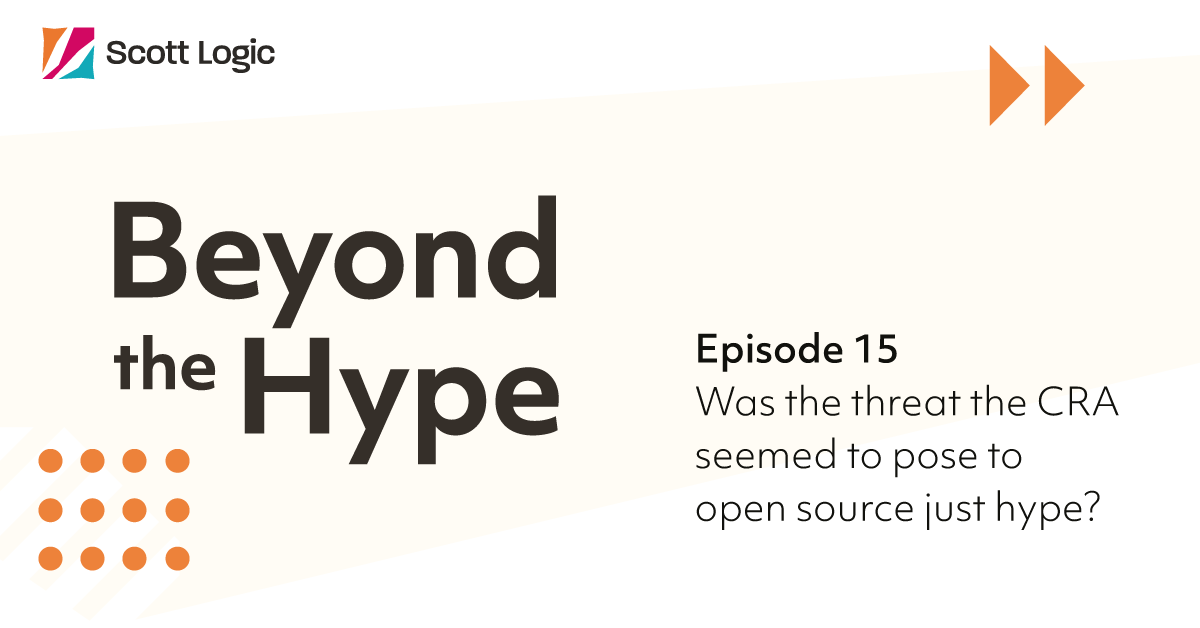 Scott Logic
Beyond
the Hype
Episode 15
Was the threat the CRA
seemed to pose to
open source just hype?